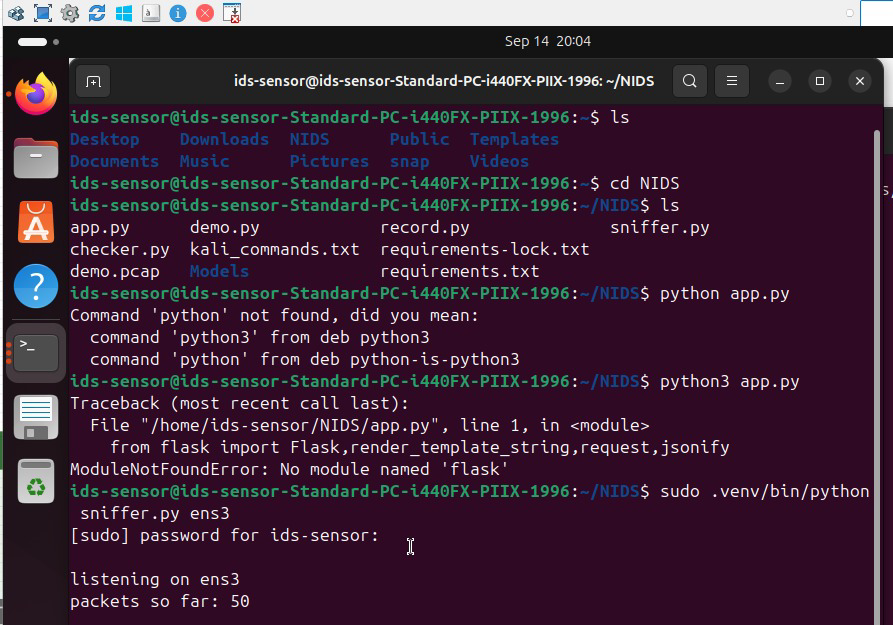 Sep 14 20:04
ids-sensor@ids-sensor-Standard-PC-i440FX-PIIX-1996: ~/NIDS
ids-sensor@ids-sensor-Standard-PC-i440FX-PIIX-1996:~$ ls
Desktop Downloads NIDS Public Templates
Documents Music Pictures snap Videos
ids-sensor@ids-sensor-Standard-PC-i440FX-PIIX-1996:~$ cd NIDS
ids-sensor@ids-sensor-Standard-PC-i440FX-PIIX-1996:~/NIDS$ ls
app.py demo.py record.py sniffer.py
checker.py kali_commands.txt requirements-lock.txt
demo.pcap Models requirements.txt
ids-sensor@ids-sensor-Standard-PC-i440FX-PIIX-1996:~/NIDS$ python app.py
Command 'python' not found, did you mean:
command 'python3' from deb python3
command 'python' from deb python-is-python3
ids-sensor@ids-sensor-Standard-PC-i440FX-PIIX-1996:~/NIDS$ python3 app.py
Traceback (most recent call last):
File "/home/ids-sensor/NIDS/app.py", line 1, in <module>
from flask import Flask,render_template_string,request,jsonify
ModuleNotFoundError: No module named 'flask'
ids-sensor@ids-sensor-Standard-PC-i440FX-PIIX-1996:~/NIDS$ sudo .venv/bin/python
sniffer.py ens3
[sudo] password for ids-sensor:
listening on ens3
packets so far: 50